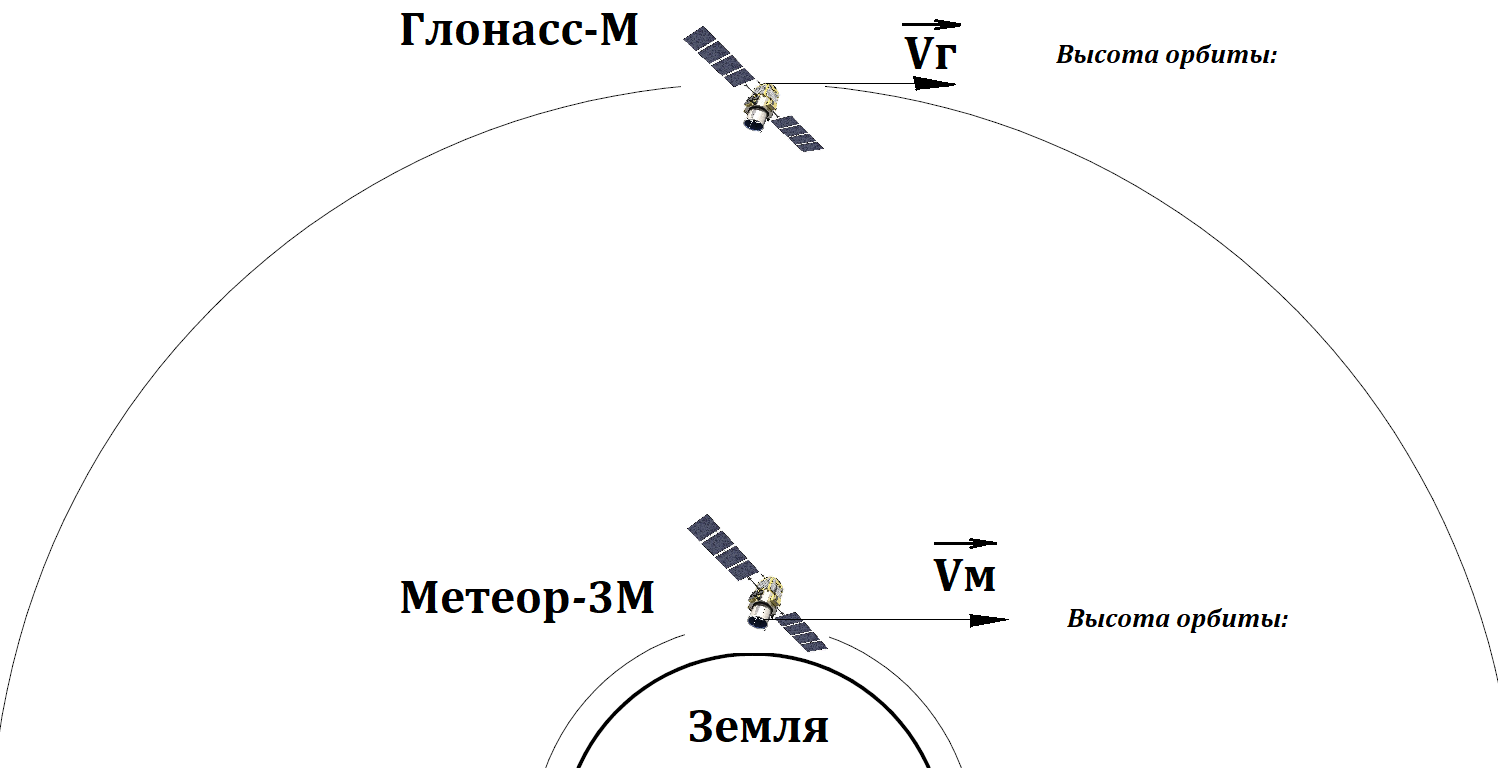 Глонасс-М
Vг
Высота орбиты:
Метеор-3М
Vм
Высота орбиты:
Земля